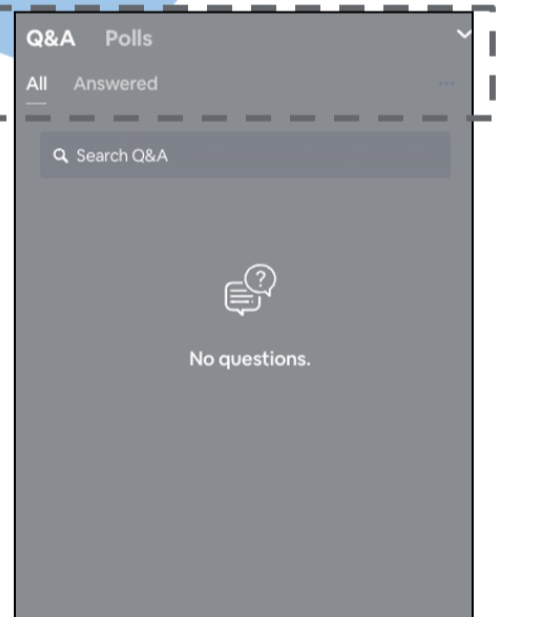 Q&A Polls
All Answered
Search Q&A
No questions.